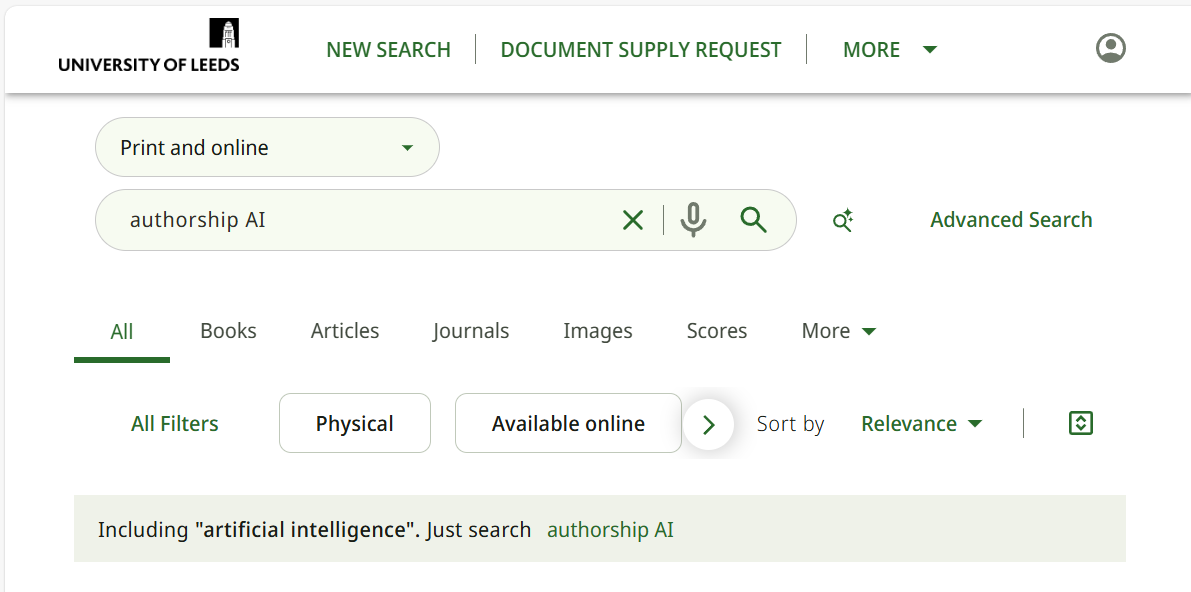 UNIVERSITY OF LEEDS
NEW SEARCH
DOCUMENT SUPPLY REQUEST
MORE
Print and online
authorship AI
Advanced Search
All
Books
Articles
Journals
Images
Scores
More
All Filters
Physical
Available online
Sort by
Relevance
Including "artificial intelligence". Just search authorship AI